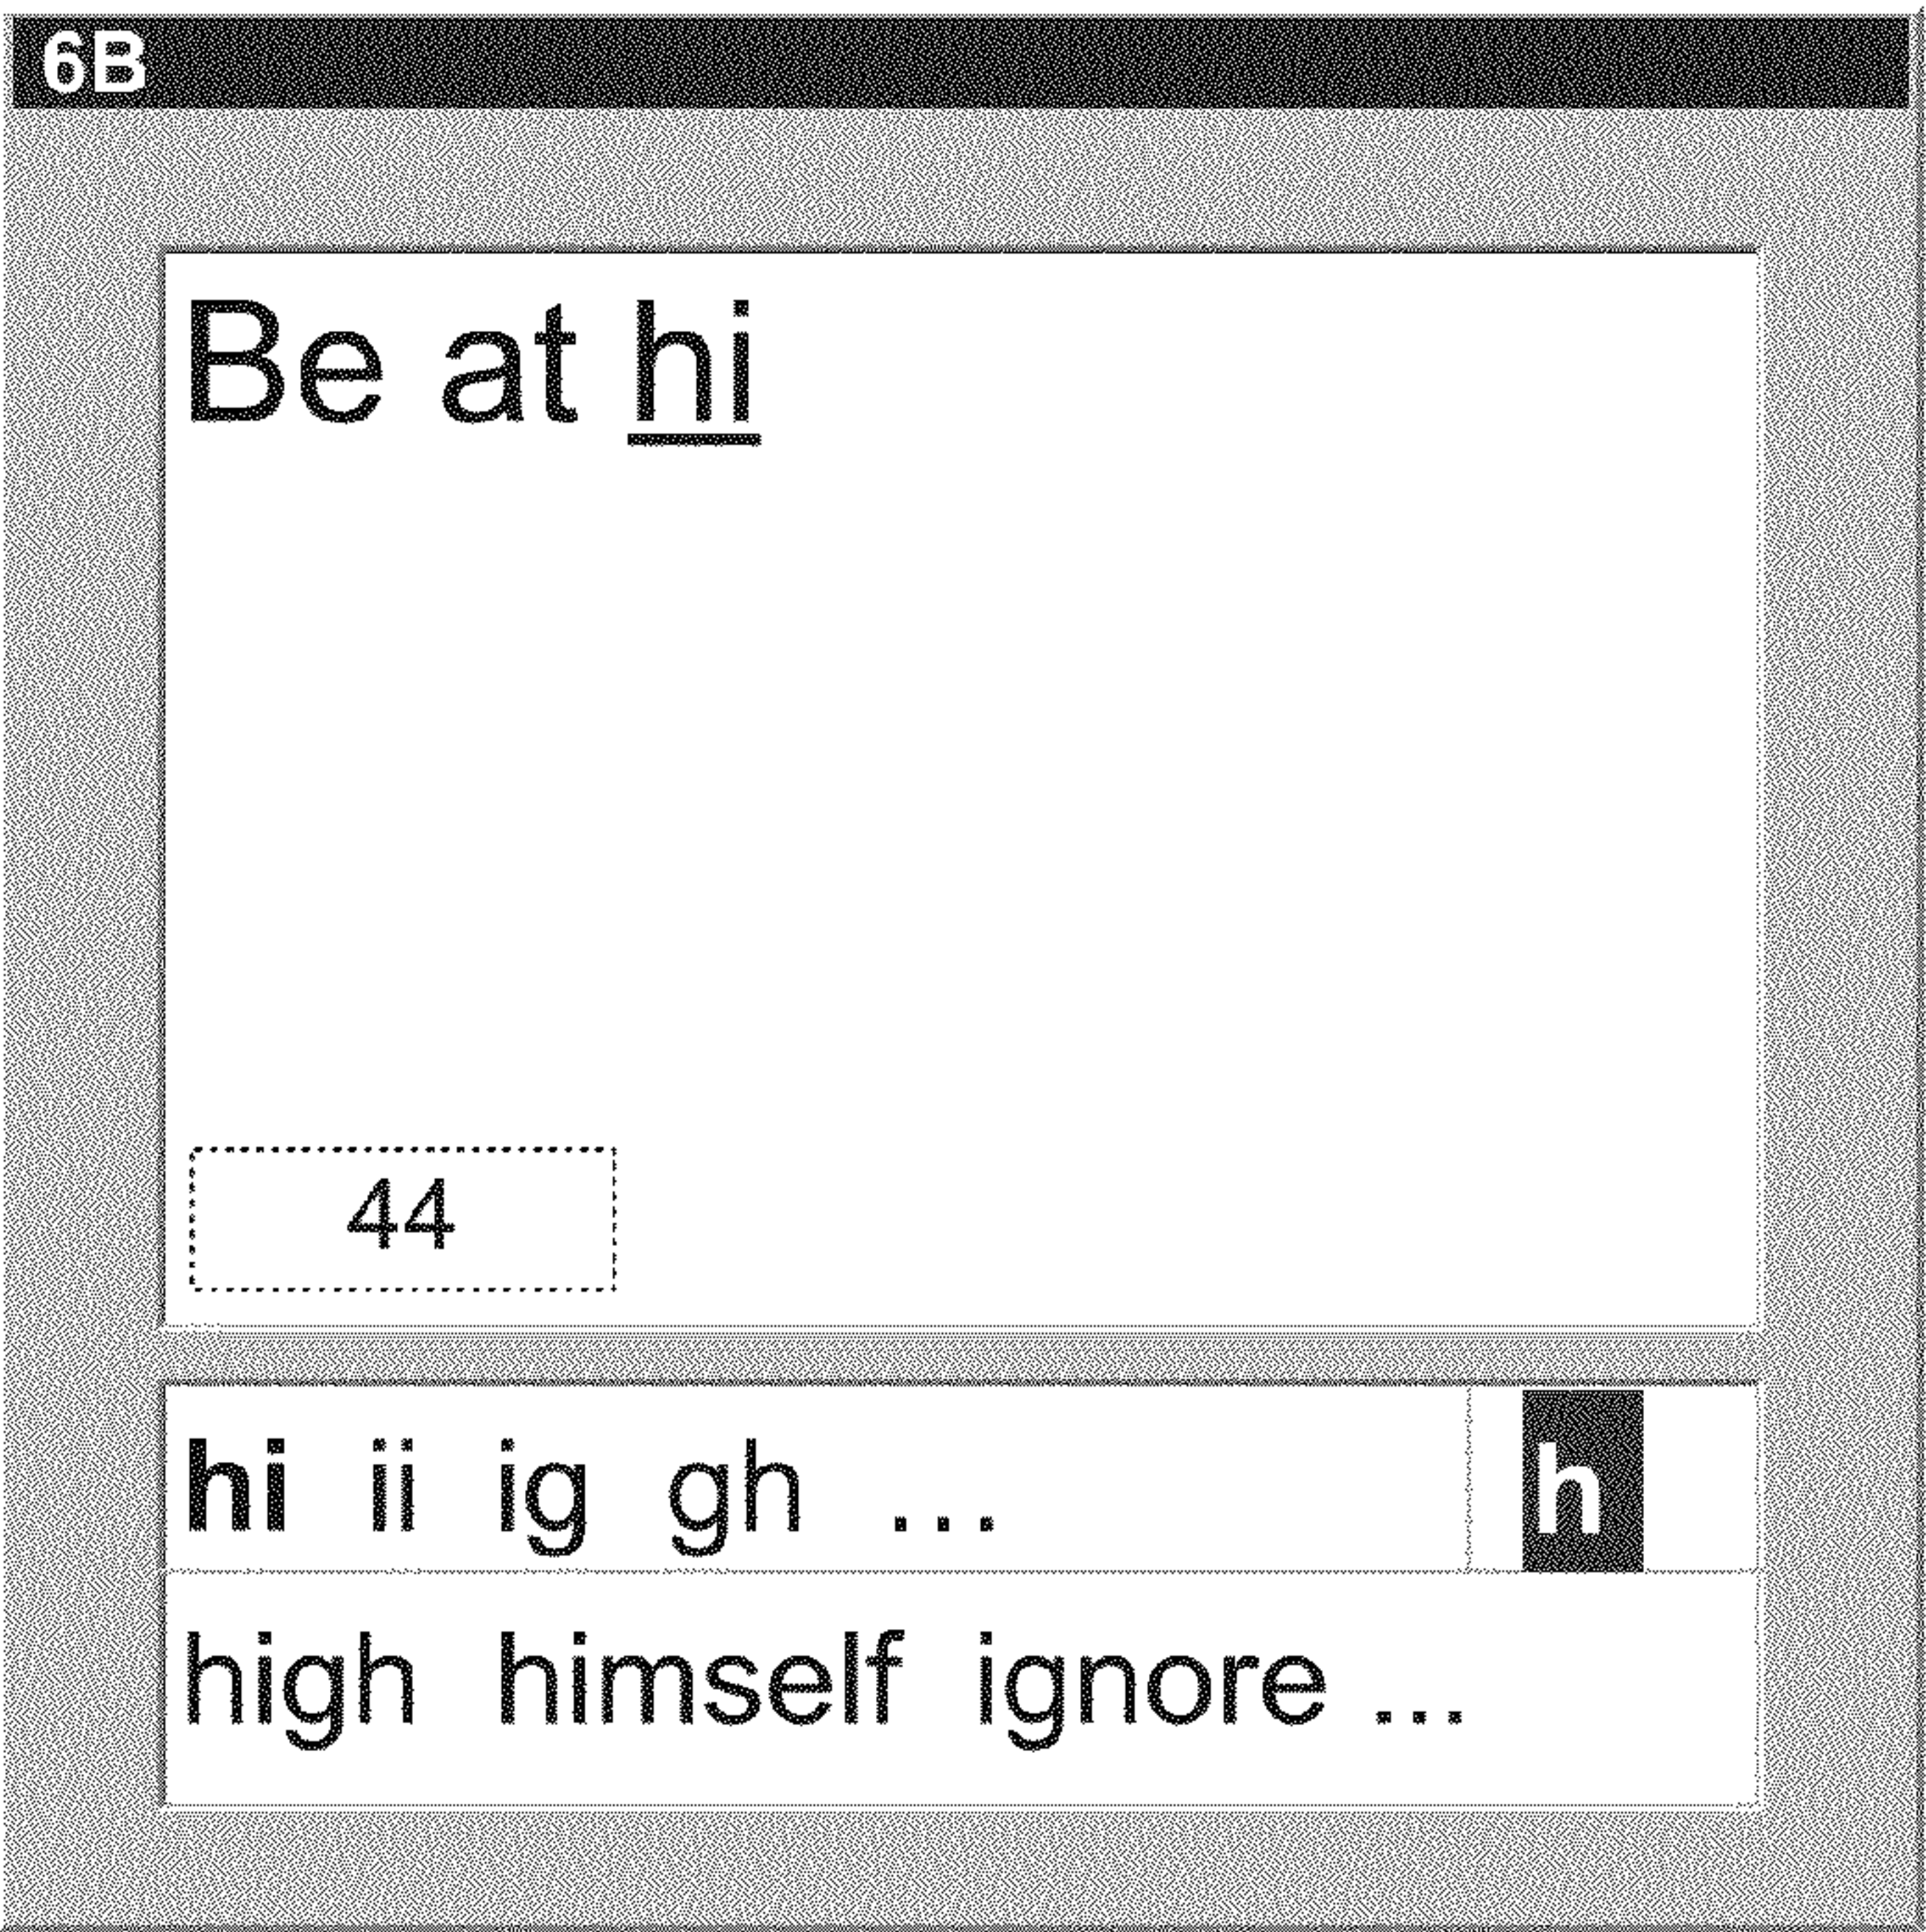 6B
Be at hi
44
hi ii ig gh ... h
high himself ignore ...